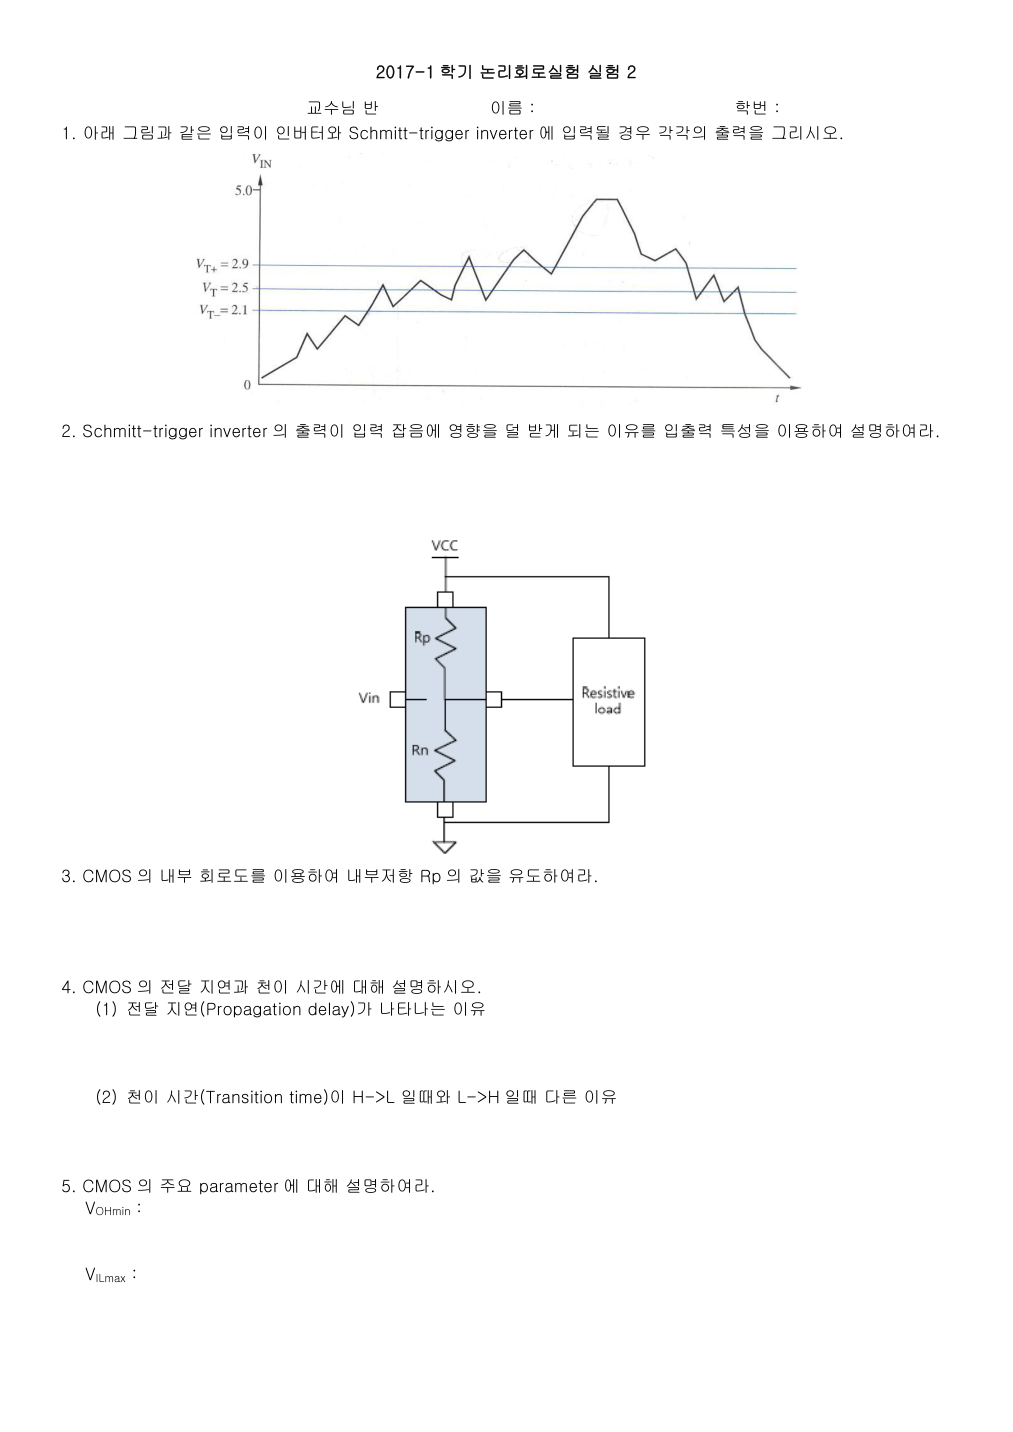 2017-1 학기 논리회로실험 실험 2
교수님 반 이름 : 학번 :
1. 아래 그림과 같은 입력이 인버터와 Schmitt-trigger inverter 에 입력될 경우 각각의 출력을 그리시오.
VIN
5.0
VT+ = 2.9
VT = 2.5
VT- = 2.1
0
t
2. Schmitt-trigger inverter 의 출력이 입력 잡음에 영향을 덜 받게 되는 이유를 입출력 특성을 이용하여 설명하여라.
VCC
Rp
Vin
Resistive
load
Rn
3. CMOS 의 내부 회로도를 이용하여 내부저항 Rp 의 값을 유도하여라.
4. CMOS 의 전달 지연과 천이 시간에 대해 설명하시오.
(1) 전달 지연(Propagation delay)가 나타나는 이유
(2) 천이 시간(Transition time)이 H->L 일때와 L->H 일때 다른 이유
5. CMOS 의 주요 parameter 에 대해 설명하여라.
VOHmin :
VILmax :